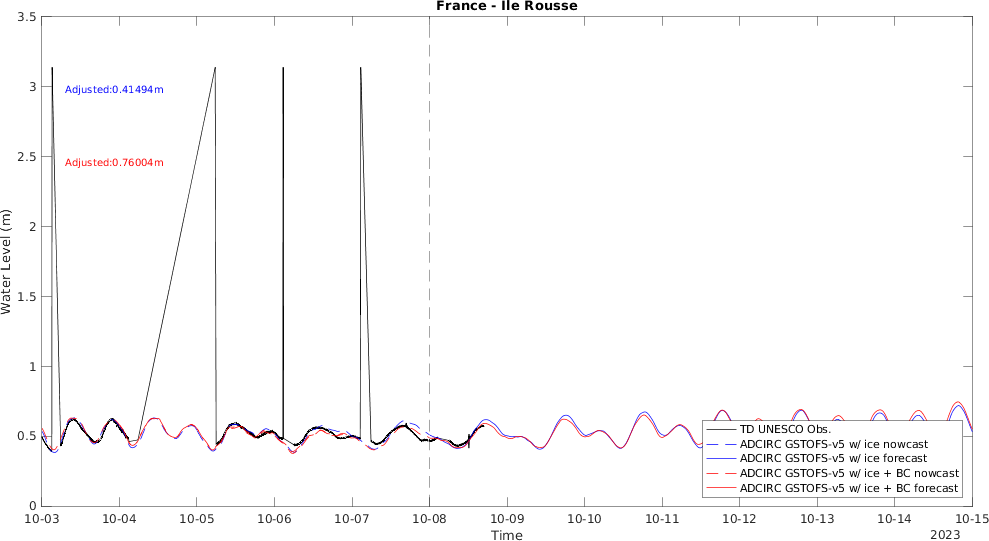 France - Ile Rousse
3.5
3
2.5
2
1.5
1
0.5
0
Water Level (m)
Adjusted:0.41494m
Adjusted:0.76004m
TD UNESCO Obs.
ADCIRC GSTOFS-v5 w/ ice nowcast
ADCIRC GSTOFS-v5 w/ ice forecast
ADCIRC GSTOFS-v5 w/ ice + BC nowcast
ADCIRC GSTOFS-v5 w/ ice + BC forecast
10-03 10-04 10-05 10-06 10-07 10-08 10-09 10-10 10-11 10-12 10-13 10-14 10-15
Time
2023